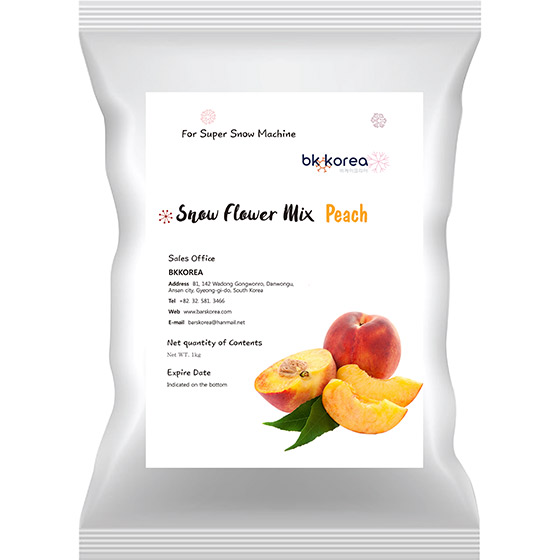 For Super Snow Machine
bk korea
Snow Flower Mix Peach
Sales Office
BKKOREA
Address B1, 142 Wadong Gongwonro, Danwongu,
Ansan city, Gyeong-gi-do, South Korea
Tel +82. 32. 581. 3466
Web www.barskorea.com
E-mail barskorea@hanmail.net
Net quantity of Contents
Net WT. 1kg
Expire Date
Indicated on the bottom